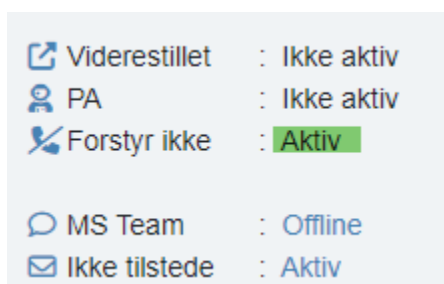 Viderestillet : Ikke aktiv
PA : Ikke aktiv
Forstyr ikke : Aktiv
MS Team : Offline
Ikke tilstede : Aktiv